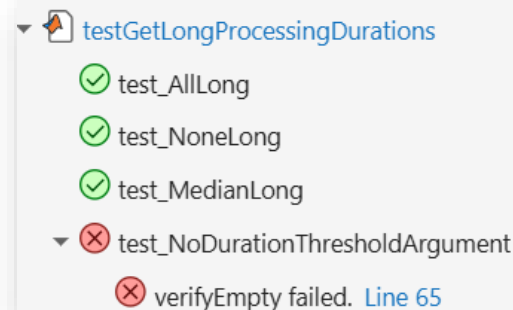 testGetLongProcessingDurations
test_AllLong
test_NoneLong
test_MedianLong
test_NoDurationThresholdArgument
verifyEmpty failed. Line 65